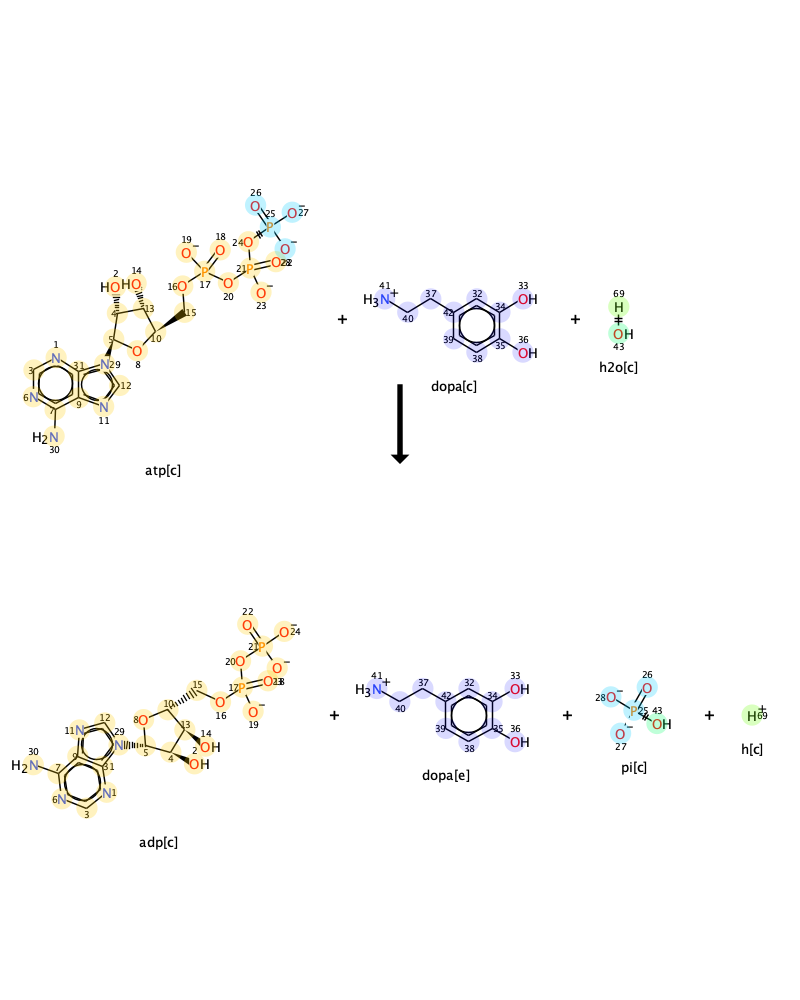 26
25
O
O⁻ 27
P
19
18
24 O
O⁻
O⁻
O
21 P
O 28 22
2
14
P
HO
HO
16 O
17
O
20
O⁻
23
4
13
15
5
O
8
10
1
N
31
N 29
12
3
6 N
7
9
N
11
H₂N
30
atp[c]
+
41
H₃N⁺
40
37
42
32
34
33
OH
39
38
35
36
OH
dopa[c]
+
69
H
OH
43
h2o[c]
22
O
21
P
O⁻ 24
20
O
O⁻
15
17 P
O 23 18
10
O
16
O⁻
19
12
8 O
13
14
OH
11 N
29
N
5
4
2
OH
30
H₂N
7
9
31
6 N
N 1
3
adp[c]
+
41
H₃N⁺
40
37
42
32
34
33
OH
39
38
35
36
OH
dopa[e]
+
26
28 O⁻
O
P 25
43
OH
O⁻
27
pi[c]
+
H⁺
69
h[c]